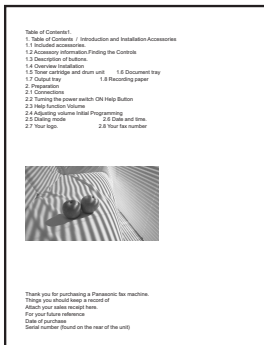 Table of Contents1.
1. Table of Contents / Introduction and Installation Accessories
1.1 Included accessories.
1.2 Accessory information.Finding the Controls
1.3 Description of buttons.
1.4 Overview Installation
1.5 Toner cartridge and drum unit 1.6 Document tray
1.7 Output tray 1.8 Recording paper
2. Preparation
2.1 Connections
2.2 Turning the power switch ON Help Button
2.3 Help function Volume
2.4 Adjusting volume Initial Programming
2.5 Dialing mode 2.6 Date and time.
2.7 Your logo. 2.8 Your fax number
Thank you for purchasing a Panasonic fax machine.
Things you should keep a record of
Attach your sales receipt here.
For your future reference
Date of purchase
Serial number (found on the rear of the unit)